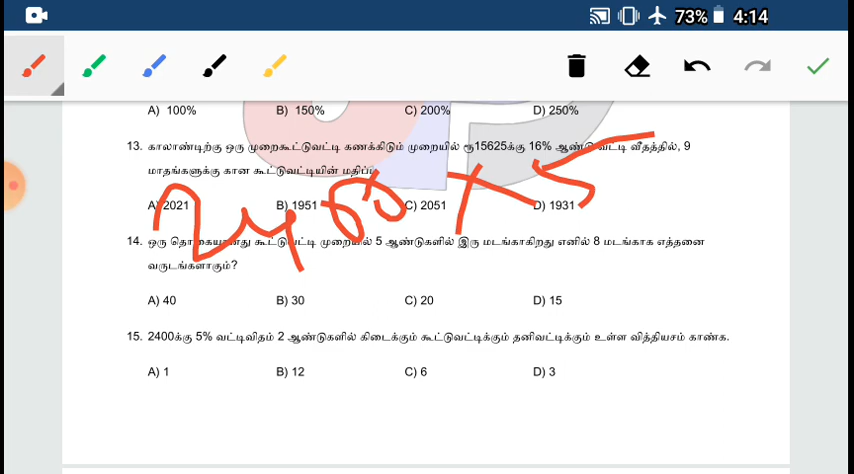 73% 4:14
A) 100% B) 150% C) 200% D) 250%
13. காலாண்டிற்கு ஒரு முறைகூட்டுவட்டி கணக்கிடும் முறையில் ரூ15625க்கு 16% ஆண்டு வட்டி வீதத்தில், 9
மாதங்களுக்கு கான கூட்டுவட்டியின் மதிப்பு
A) 2021 B) 1951 C) 2051 D) 1931
14. ஒரு தொகையானது கூட்டுவட்டி முறையில் 5 ஆண்டுகளில் இரு மடங்காகிறது எனில் 8 மடங்காக எத்தனை
வருடங்களாகும்?
A) 40 B) 30 C) 20 D) 15
15. 2400க்கு 5% வட்டிவிதம் 2 ஆண்டுகளில் கிடைக்கும் கூட்டுவட்டிக்கும் தனிவட்டிக்கும் உள்ள வித்தியசம் காண்க.
A) 1 B) 12 C) 6 D) 3